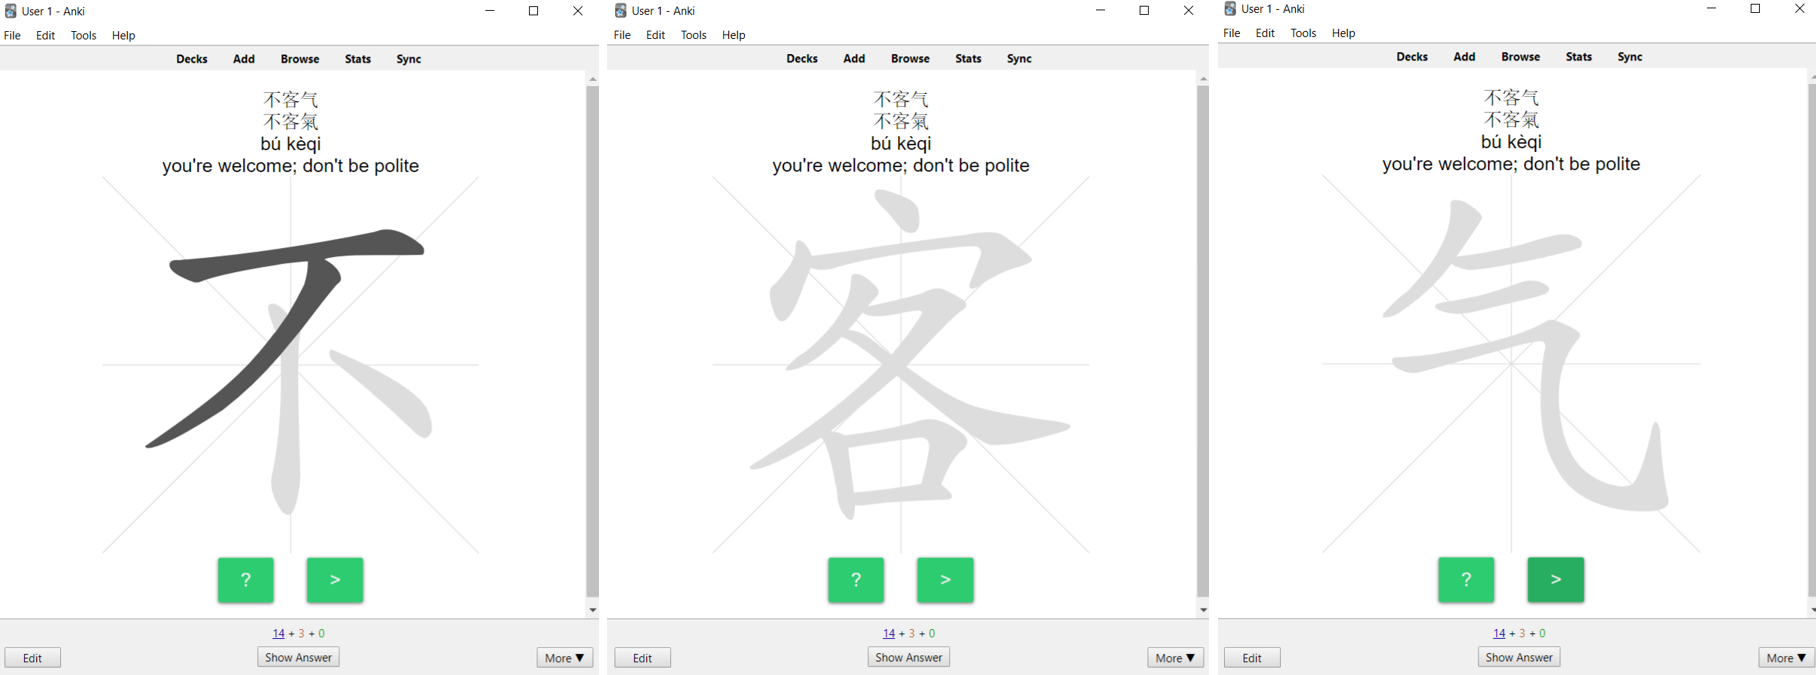 User 1 - Anki
File Edit Tools Help
Decks Add Browse Stats Sync
不客气
不客氣
bú kèqi
you're welcome; don't be polite
不
? >
14 + 3 + 0
Edit Show Answer More ▼
User 1 - Anki
File Edit Tools Help
Decks Add Browse Stats Sync
不客气
不客氣
bú kèqi
you're welcome; don't be polite
客
? >
14 + 3 + 0
Edit Show Answer More ▼
User 1 - Anki
File Edit Tools Help
Decks Add Browse Stats Sync
不客气
不客氣
bú kèqi
you're welcome; don't be polite
气
? >
14 + 3 + 0
Edit Show Answer More ▼